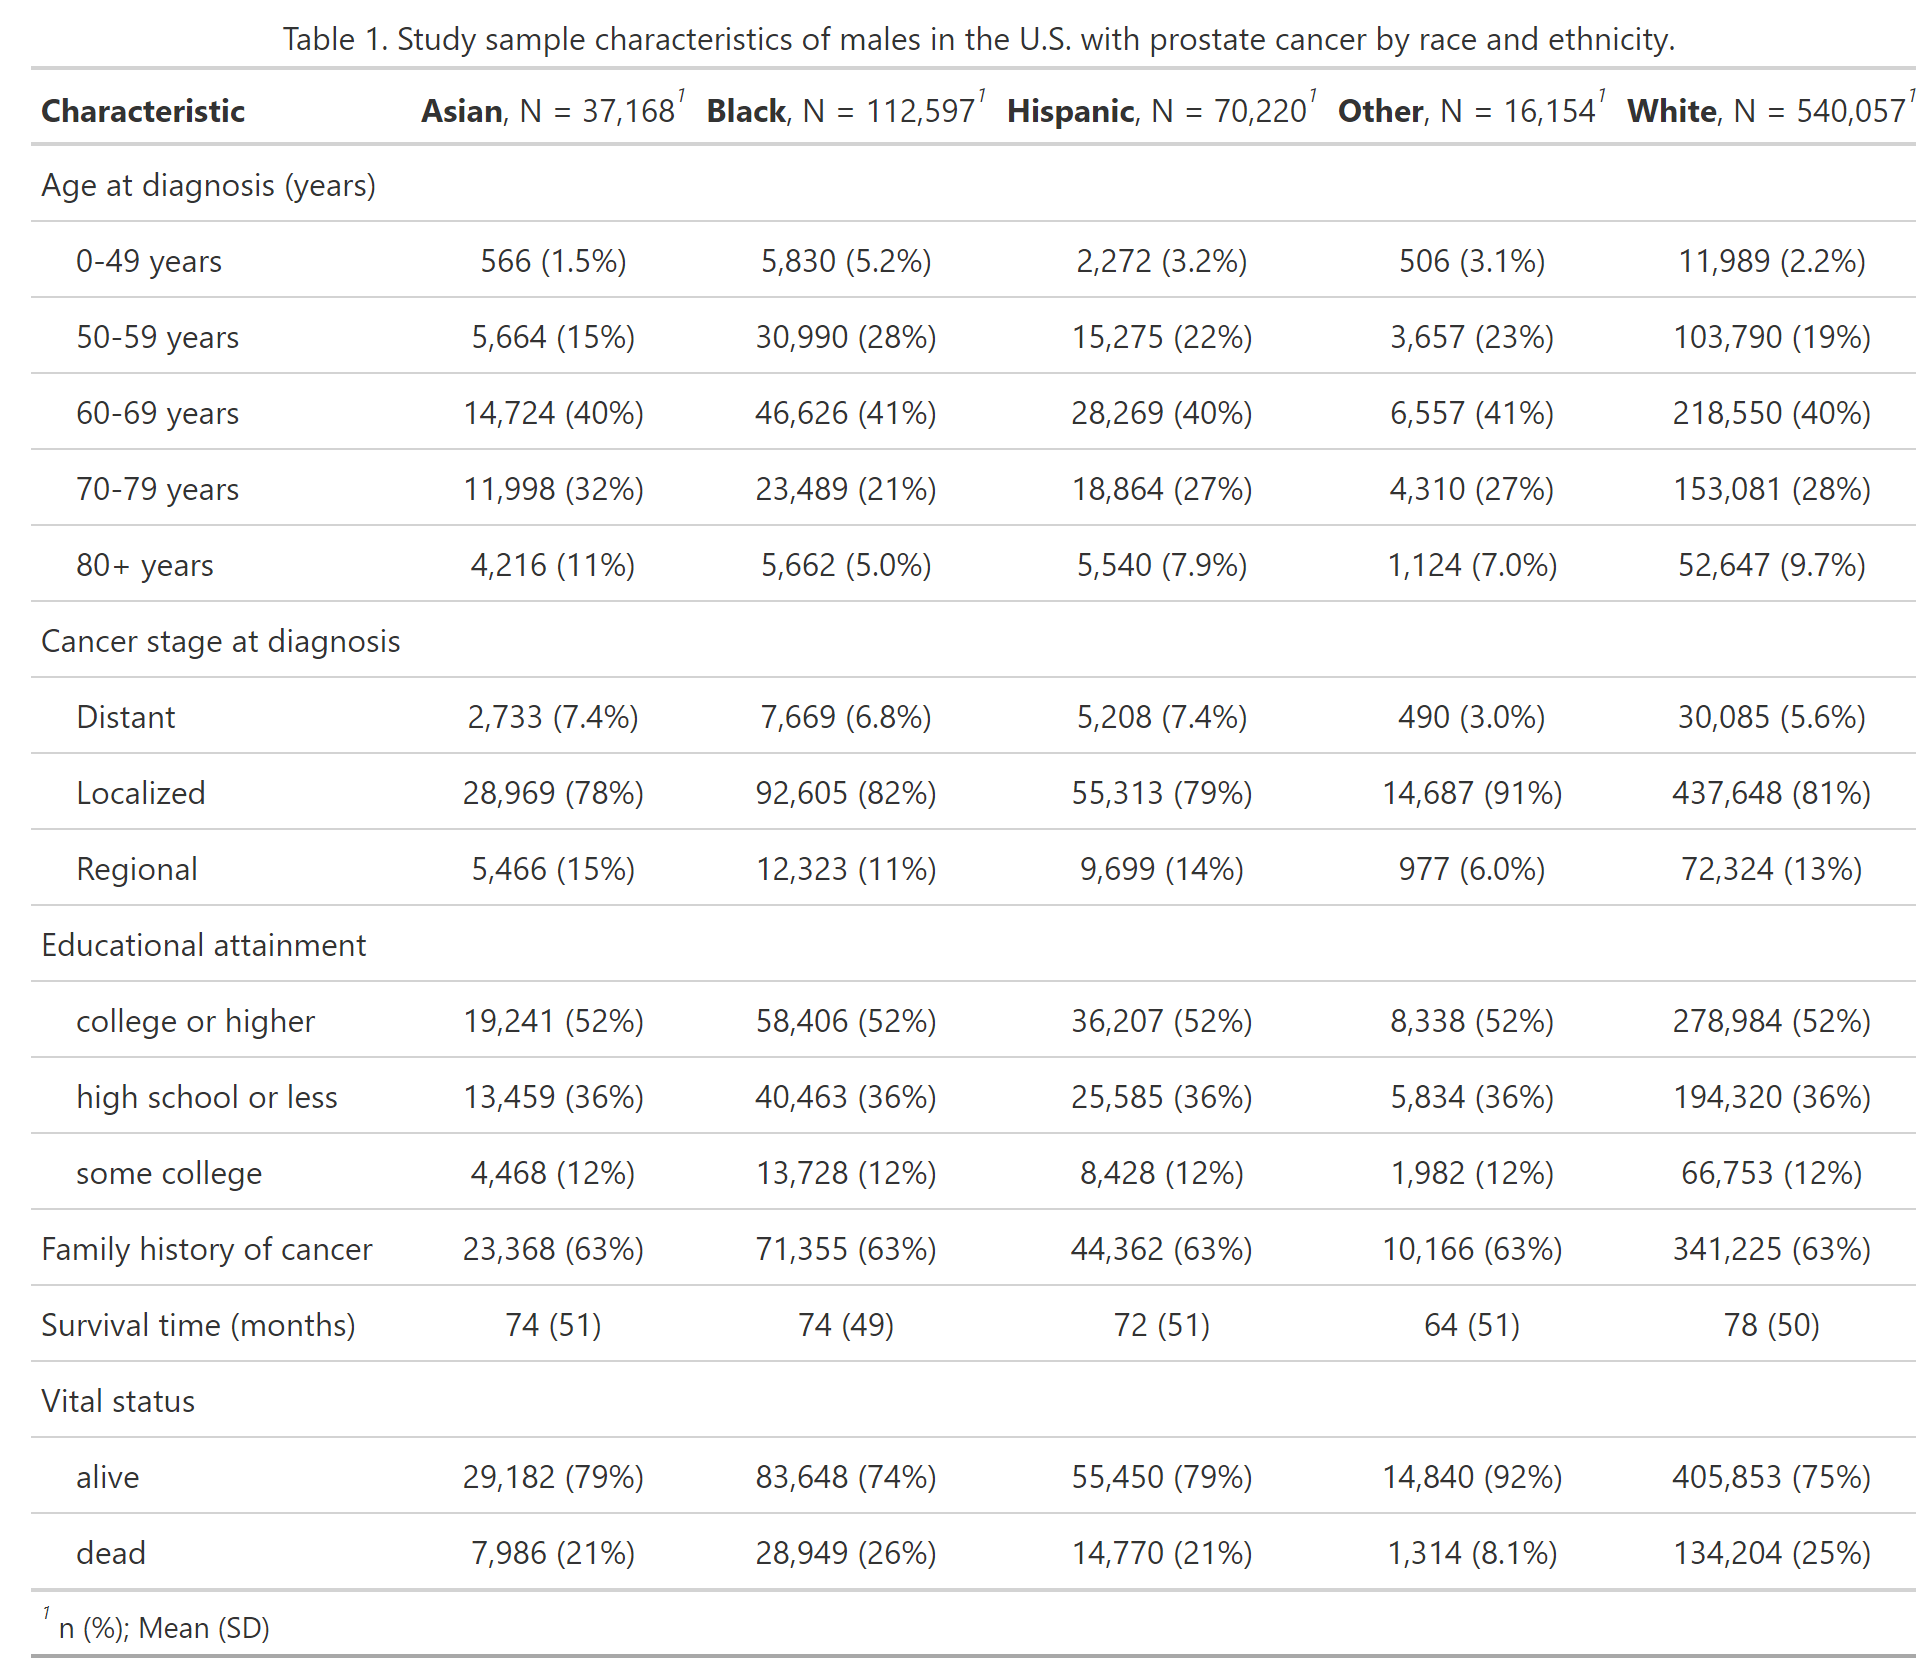 Table 1. Study sample characteristics of males in the U.S. with prostate cancer by race and ethnicity.
Characteristic Asian, N = 37,168¹ Black, N = 112,597¹ Hispanic, N = 70,220¹ Other, N = 16,154¹ White, N = 540,057¹
Age at diagnosis (years)
0-49 years 566 (1.5%) 5,830 (5.2%) 2,272 (3.2%) 506 (3.1%) 11,989 (2.2%)
50-59 years 5,664 (15%) 30,990 (28%) 15,275 (22%) 3,657 (23%) 103,790 (19%)
60-69 years 14,724 (40%) 46,626 (41%) 28,269 (40%) 6,557 (41%) 218,550 (40%)
70-79 years 11,998 (32%) 23,489 (21%) 18,864 (27%) 4,310 (27%) 153,081 (28%)
80+ years 4,216 (11%) 5,662 (5.0%) 5,540 (7.9%) 1,124 (7.0%) 52,647 (9.7%)
Cancer stage at diagnosis
Distant 2,733 (7.4%) 7,669 (6.8%) 5,208 (7.4%) 490 (3.0%) 30,085 (5.6%)
Localized 28,969 (78%) 92,605 (82%) 55,313 (79%) 14,687 (91%) 437,648 (81%)
Regional 5,466 (15%) 12,323 (11%) 9,699 (14%) 977 (6.0%) 72,324 (13%)
Educational attainment
college or higher 19,241 (52%) 58,406 (52%) 36,207 (52%) 8,338 (52%) 278,984 (52%)
high school or less 13,459 (36%) 40,463 (36%) 25,585 (36%) 5,834 (36%) 194,320 (36%)
some college 4,468 (12%) 13,728 (12%) 8,428 (12%) 1,982 (12%) 66,753 (12%)
Family history of cancer 23,368 (63%) 71,355 (63%) 44,362 (63%) 10,166 (63%) 341,225 (63%)
Survival time (months) 74 (51) 74 (49) 72 (51) 64 (51) 78 (50)
Vital status
alive 29,182 (79%) 83,648 (74%) 55,450 (79%) 14,840 (92%) 405,853 (75%)
dead 7,986 (21%) 28,949 (26%) 14,770 (21%) 1,314 (8.1%) 134,204 (25%)
¹ n (%); Mean (SD)